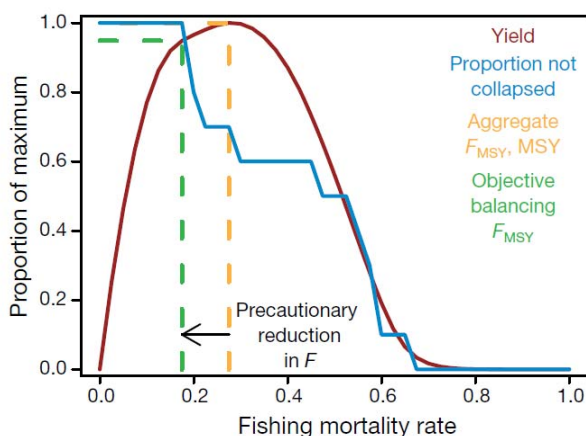 Yield
Proportion not
collapsed
Aggregate
F_MSY, MSY
Objective
balancing
F_MSY
Precautionary
reduction
in F
Proportion of maximum
1.0
0.8
0.6
0.4
0.2
0.0
0.0 0.2 0.4 0.6 0.8 1.0
Fishing mortality rate